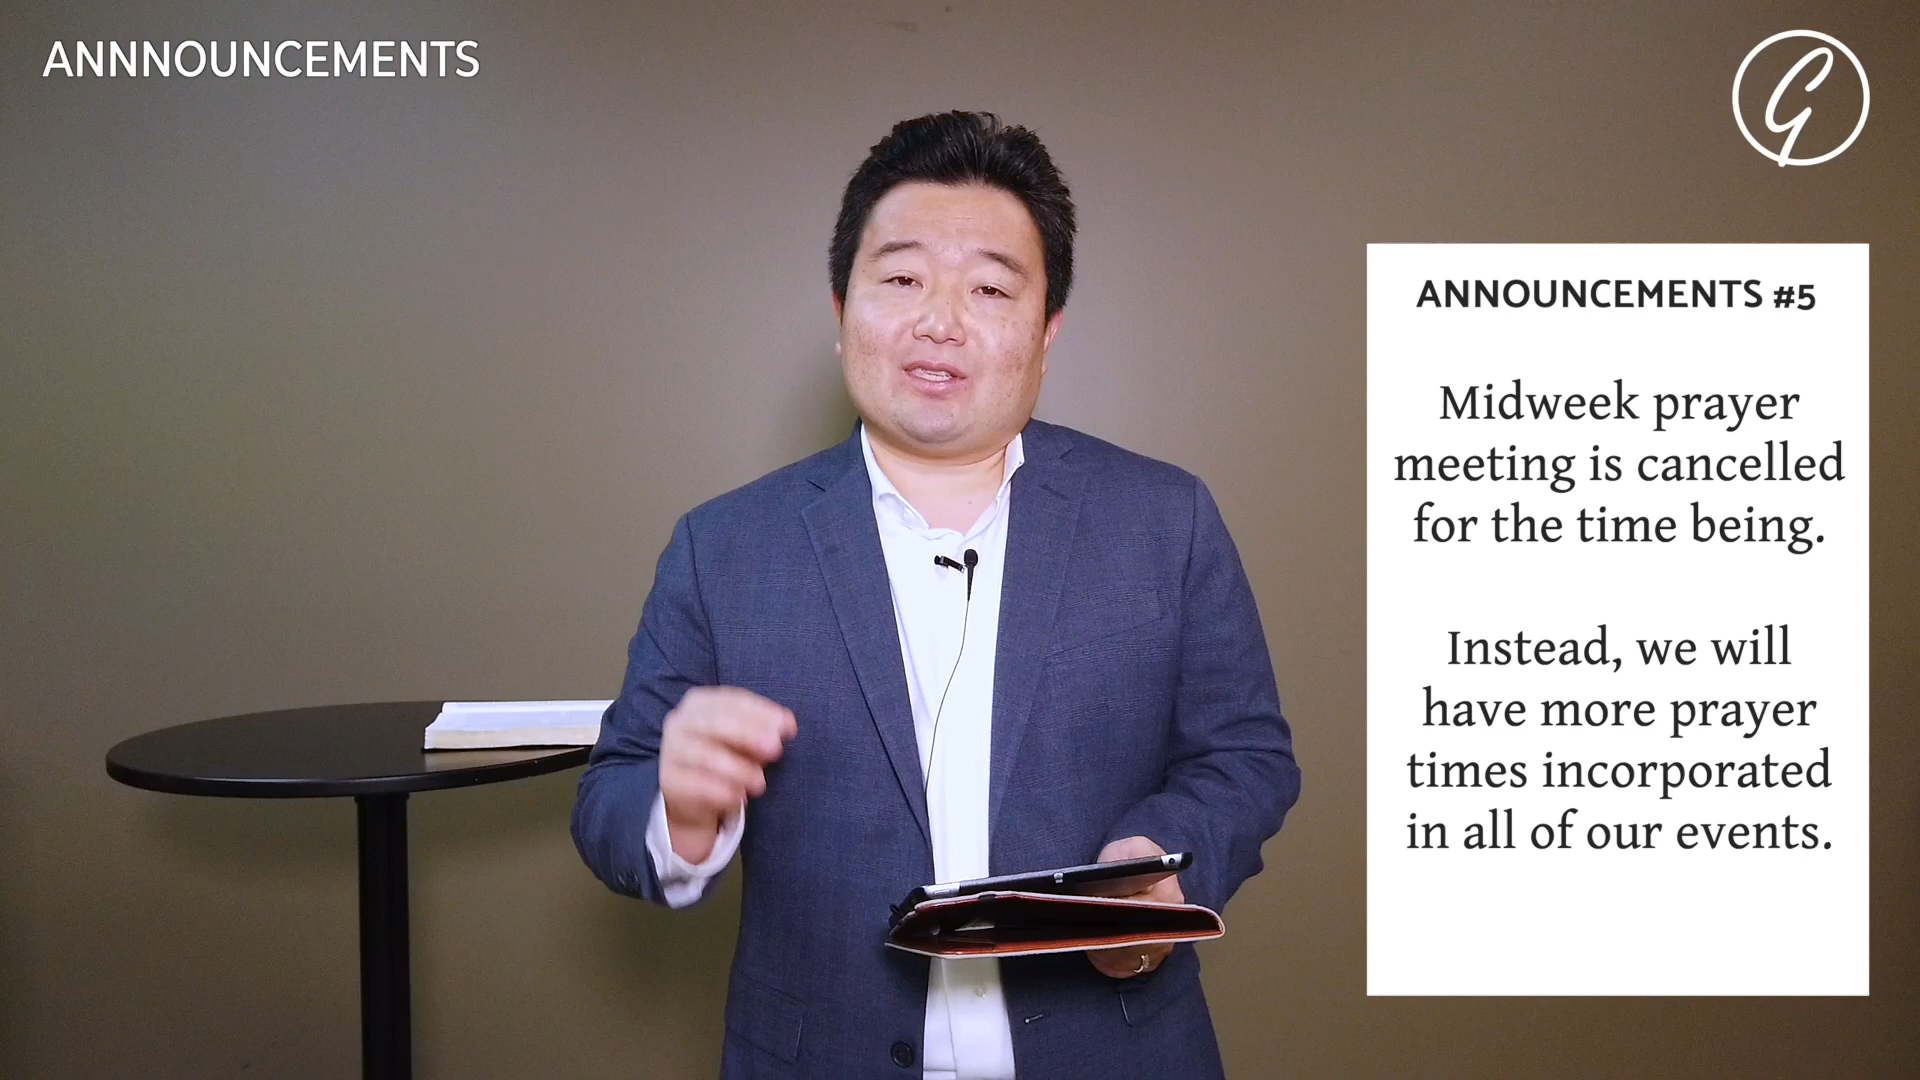 ANNNOUNCEMENTS
G
ANNOUNCEMENTS #5
Midweek prayer
meeting is cancelled
for the time being.
Instead, we will
have more prayer
times incorporated
in all of our events.